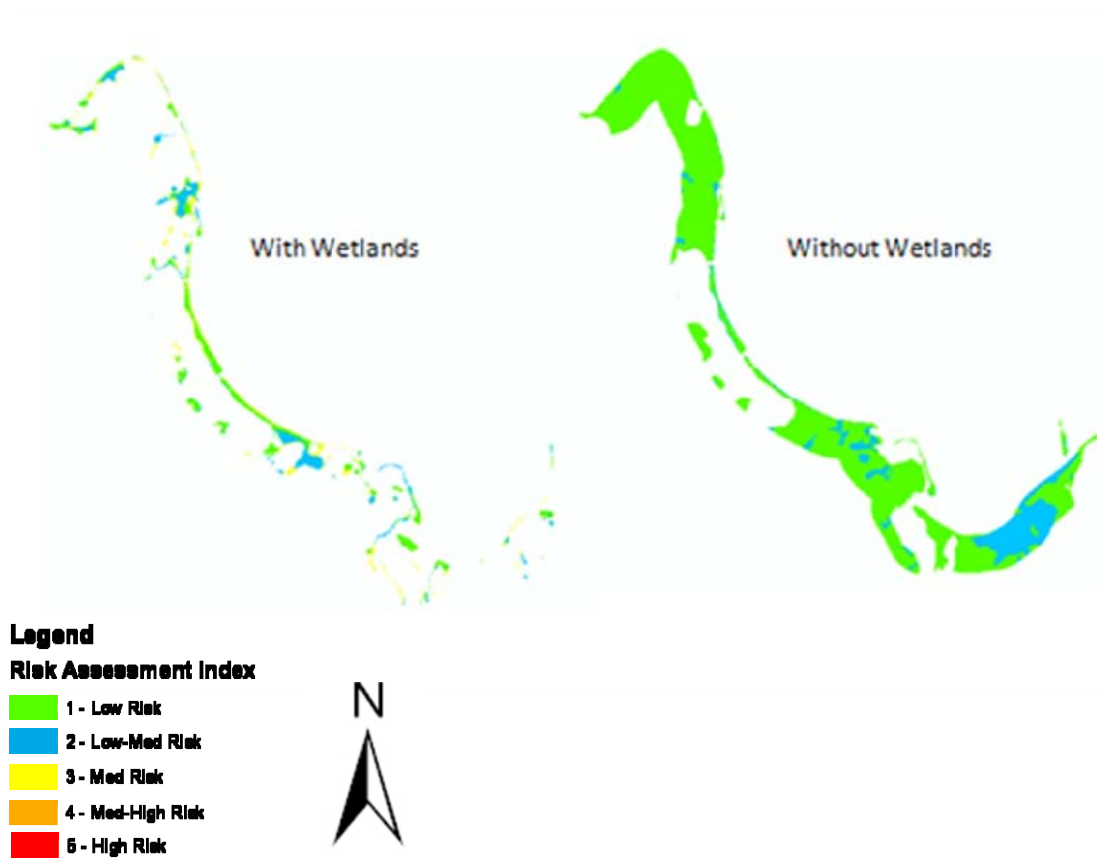 With Wetlands
Without Wetlands
Legend
Risk Assessment Index
1 - Low Risk
2 - Low-Med Risk
3 - Med Risk
4 - Med-High Risk
5 - High Risk
N